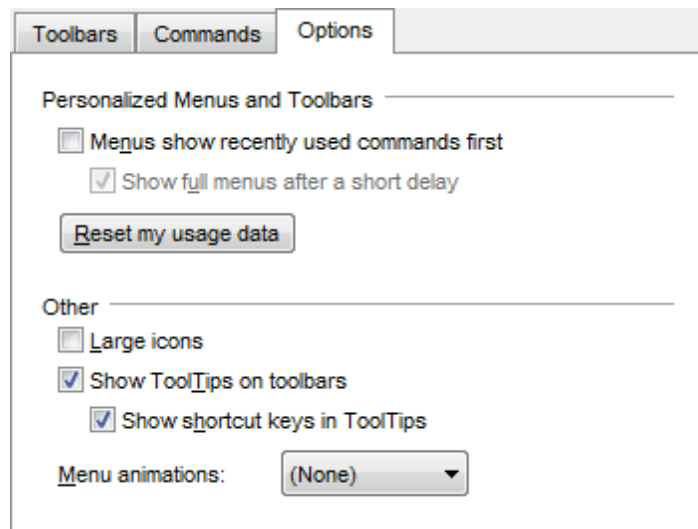 Toolbars Commands Options
Personalized Menus and Toolbars
Menus show recently used commands first
Show full menus after a short delay
Reset my usage data
Other
Large icons
Show ToolTips on toolbars
Show shortcut keys in ToolTips
Menu animations: (None)